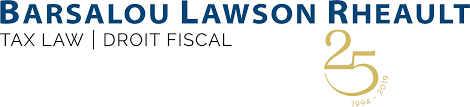 BARSALOU LAWSON RHEAULT
TAX LAW | DROIT FISCAL
25
1994 - 2019